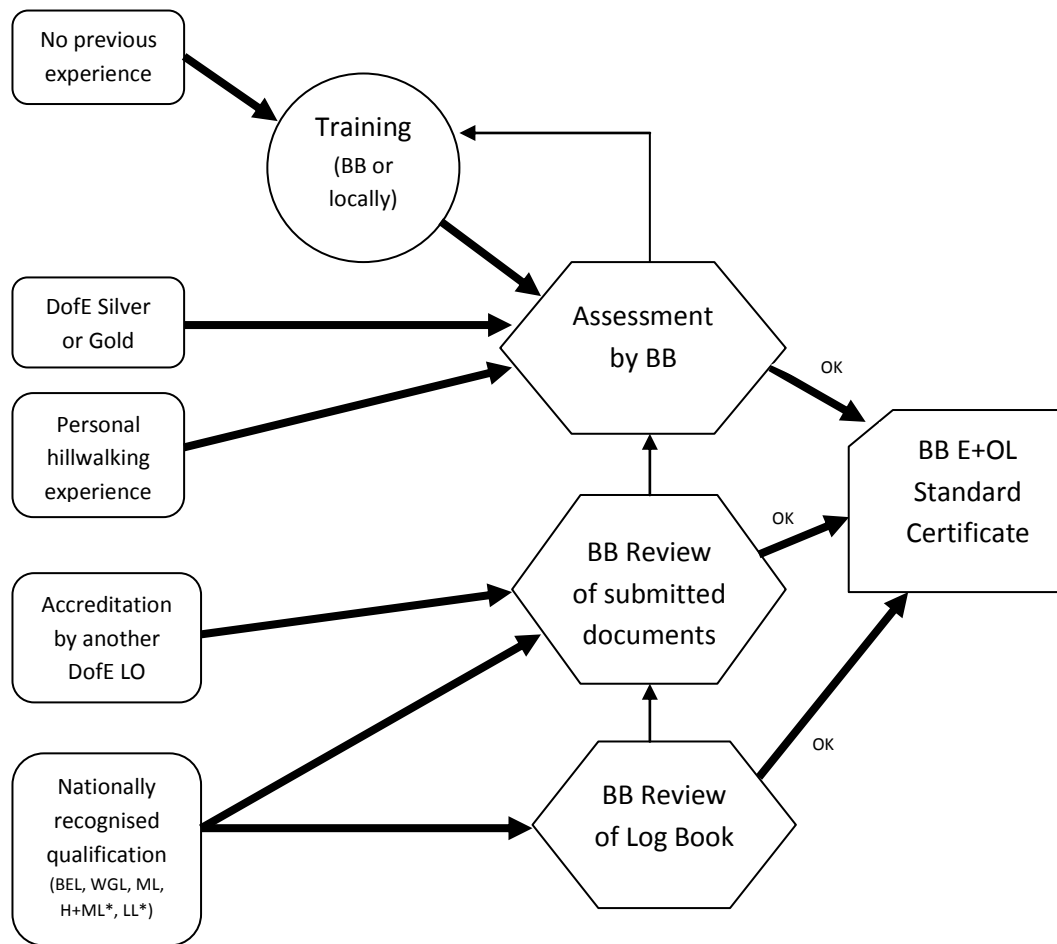 No previous
experience
Training
(BB or
locally)
DofE Silver
or Gold
Assessment
by BB
OK
Personal
hillwalking
experience
BB E+OL
Standard
Certificate
OK
BB Review
of submitted
documents
Accreditation
by another
DofE LO
OK
Nationally
recognised
qualification
(BEL, WGL, ML,
H+ML*, LL*)
BB Review
of Log Book